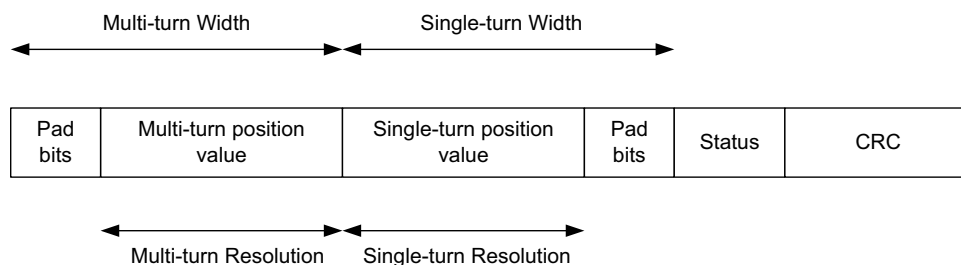 Multi-turn Width
Single-turn Width
Pad
bits
Multi-turn position
value
Single-turn position
value
Pad
bits
Status
CRC
Multi-turn Resolution
Single-turn Resolution